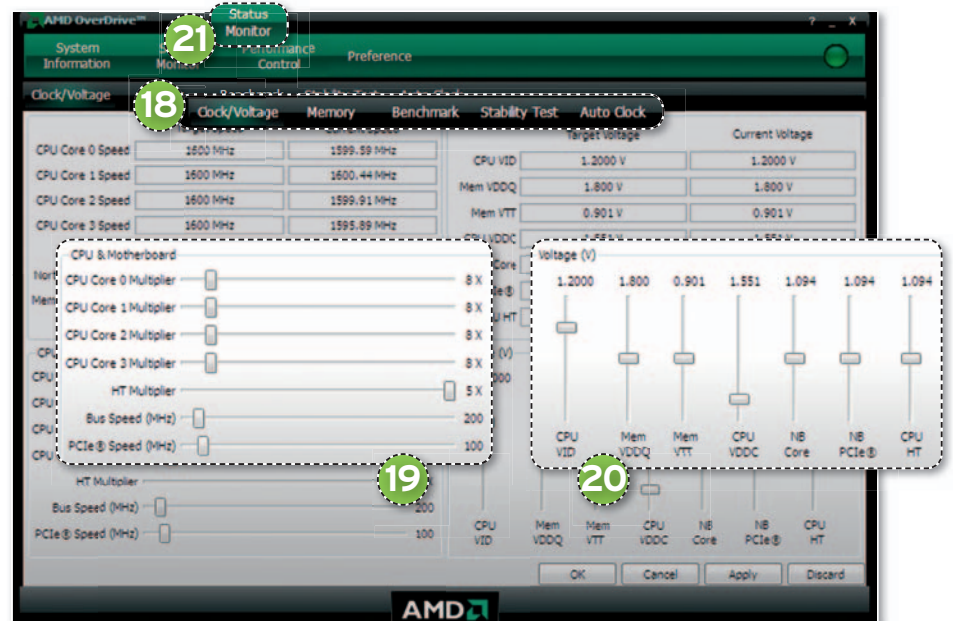 AMD OverDrive™
Status
Monitor
? _ X
21
System
Information
Control
Preference
Clock/Voltage
18
Clock/Voltage Memory Benchmark Stability Test Auto Clock
Target Voltage Current Voltage
CPU Core 0 Speed 1600 MHz 1599.59 MHz
CPU Core 1 Speed 1600 MHz 1600.44 MHz
CPU Core 2 Speed 1600 MHz 1599.91 MHz
CPU Core 3 Speed 1600 MHz 1595.89 MHz
CPU VID 1.2000 V 1.2000 V
Mem VDDQ 1.800 V 1.800 V
Mem VTT 0.901 V 0.901 V
CPU VDDC 1.551 V 1.551 V
Core
HT
CPU & Motherboard
CPU Core 0 Multiplier 8 X
CPU Core 1 Multiplier 8 X
CPU Core 2 Multiplier 8 X
CPU Core 3 Multiplier 8 X
HT Multiplier 5 X
Bus Speed (MHz) 200
PCIe® Speed (MHz) 100
Voltage (V)
1.2000 1.800 0.901 1.551 1.094 1.094 1.094
CPU VID
Mem VDDQ
Mem VTT
CPU VDDC
NB Core
NB PCIe®
CPU HT
19
20
HT Multiplier
Bus Speed (MHz) 200
PCIe® Speed (MHz) 100
CPU VID
Mem VDDQ
Mem VTT
CPU VDDC
NB Core
NB PCIe®
CPU HT
OK Cancel Apply Discard
AMD